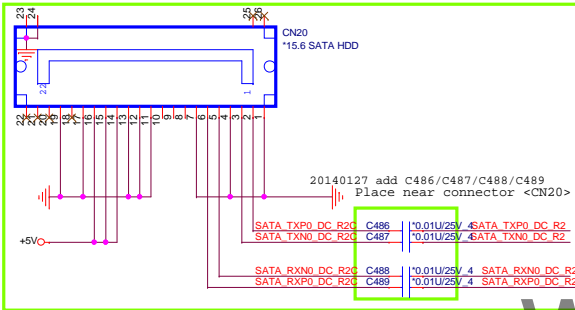 23
24
25
26
CN20
*15.6 SATA HDD
22
1
22 21 20 19 18 17 16 15 14 13 12 11 10 9 8 7 6 5 4 3 2 1
20140127 add C486/C487/C488/C489
Place near connector <CN20>
SATA_TXP0_DC_R2C C486 *0.01U/25V_4 SATA_TXP0_DC_R2
SATA_TXN0_DC_R2C C487 *0.01U/25V_4 SATA_TXN0_DC_R2
+5V
SATA_RXN0_DC_R2C C488 *0.01U/25V_4 SATA_RXN0_DC_R2
SATA_RXP0_DC_R2C C489 *0.01U/25V_4 SATA_RXP0_DC_R2